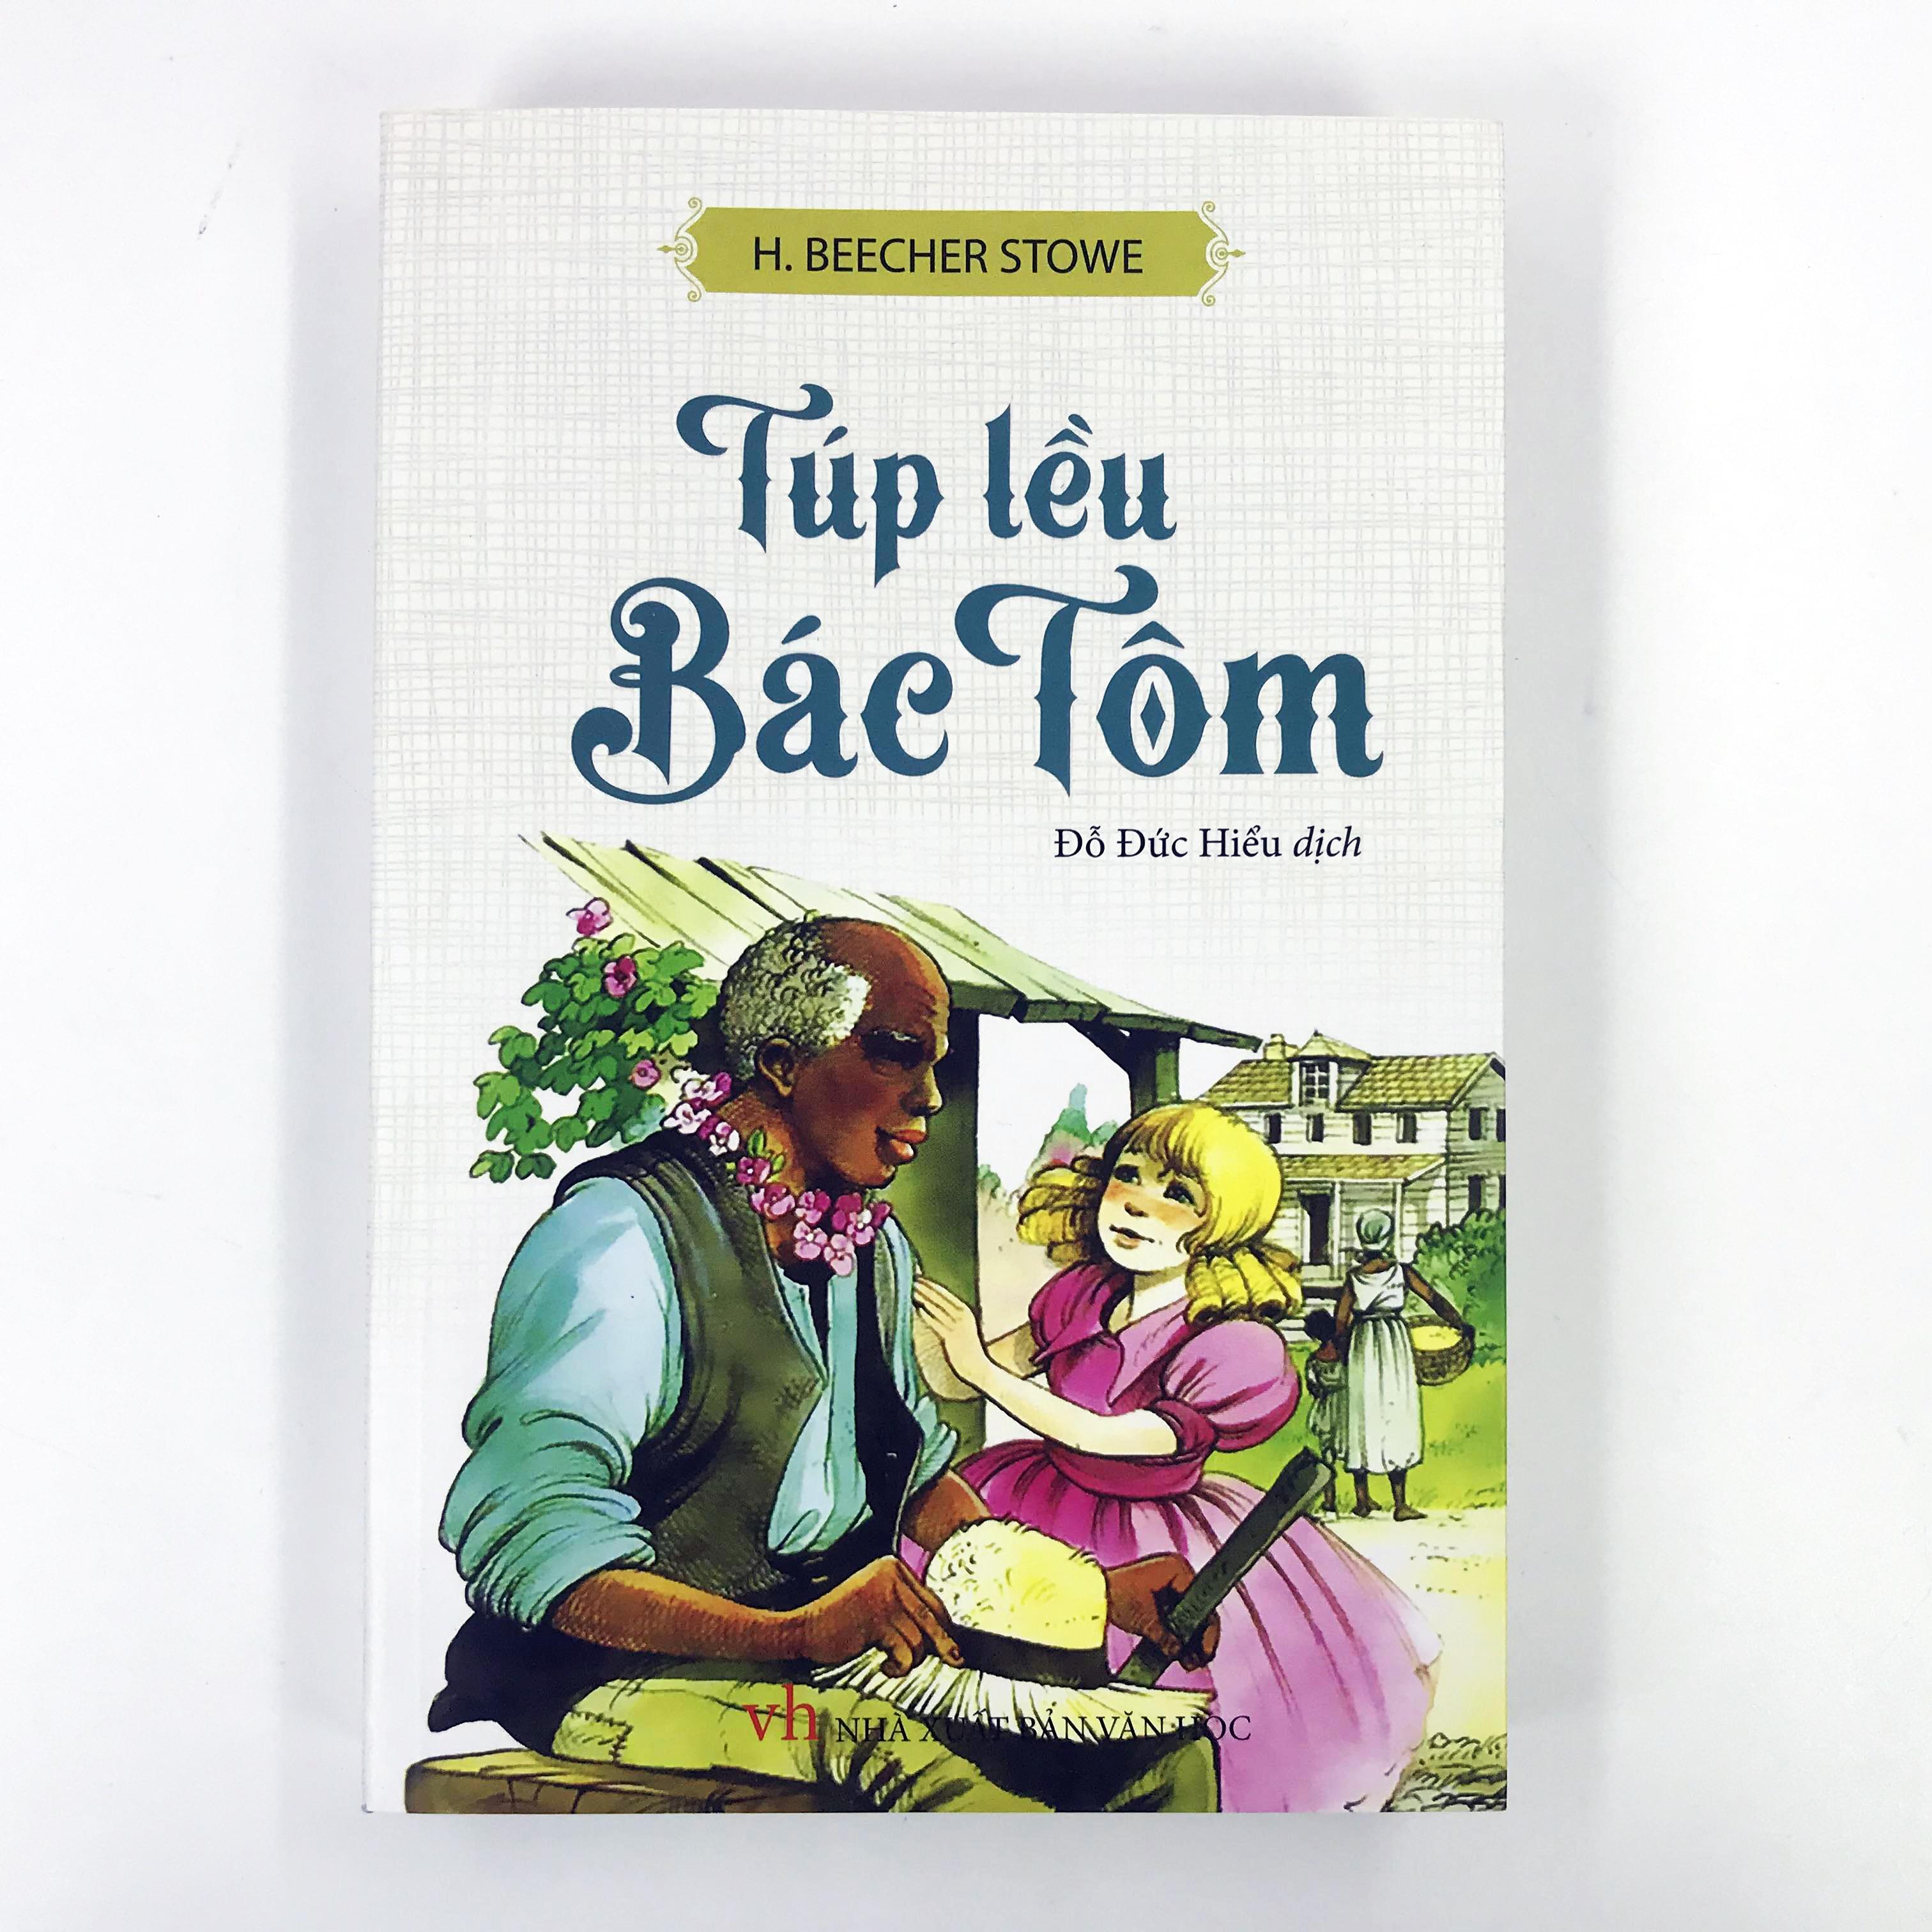 H. BEECHER STOWE
Túp lều
Bác Tôm
Đỗ Đức Hiểu dịch
vh NHÀ XUẤT BẢN VĂN HỌC